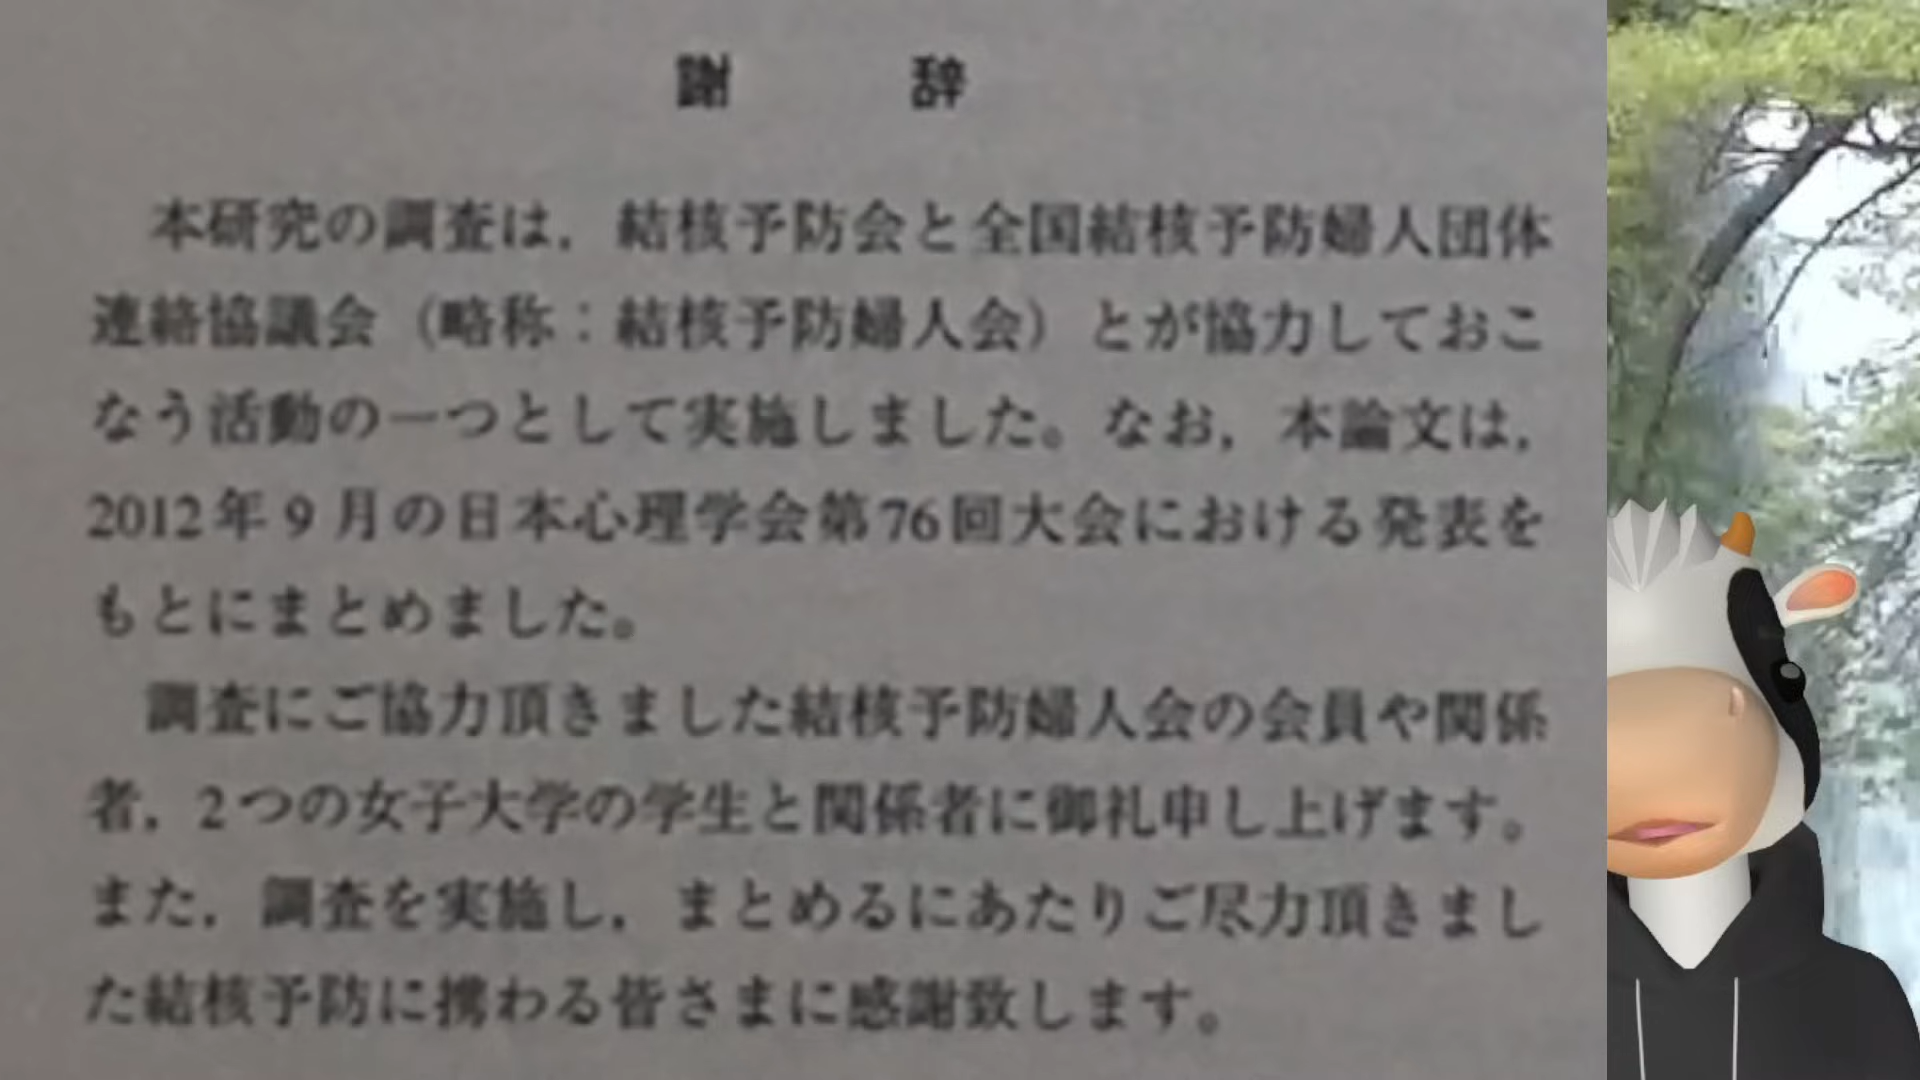 謝 辞
本研究の調査は，結核予防会と全国結核予防婦人団体
連絡協議会（略称：結核予防婦人会）とが協力しておこ
なう活動の一つとして実施しました。なお，本論文は，
2012年9月の日本心理学会第76回大会における発表を
もとにまとめました。
調査にご協力頂きました結核予防婦人会の会員や関係
者，2つの女子大学の学生と関係者に御礼申し上げます。
また，調査を実施し，まとめるにあたりご尽力頂きまし
た結核予防に携わる皆さまに感謝致します。